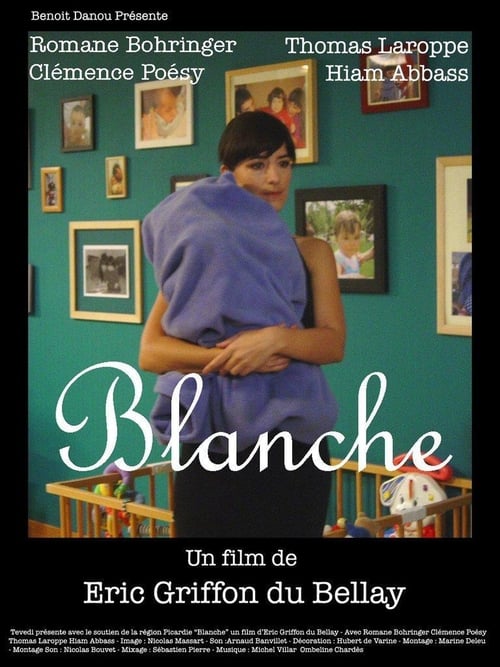 Benoit Danou Présente
Romane Bohringer
Thomas Laroppe
Clémence Poésy
Hiam Abbass
Blanche
Un film de
Eric Griffon du Bellay
Tevedi présente avec le soutien de la région Picardie "Blanche" un film d'Eric Griffon du Bellay - Avec Romane Bohringer Clémence Poésy
Thomas Laroppe Hiam Abbass - Image : Nicolas Massart - Son :Arnaud Banvillet - Décoration : Hubert de Varine - Montage : Marine Deleu
- Montage Son : Nicolas Bouvet - Mixage : Sébastien Pierre - Musique : Michel Villar Ombeline Chardès